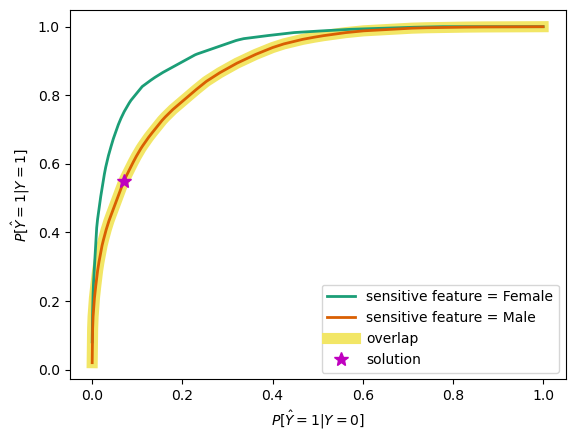 1.0
0.8
0.6
0.4
0.2
0.0
P[Ŷ = 1|Y = 1]
sensitive feature = Female
sensitive feature = Male
overlap
solution
0.0 0.2 0.4 0.6 0.8 1.0
P[Ŷ = 1|Y = 0]